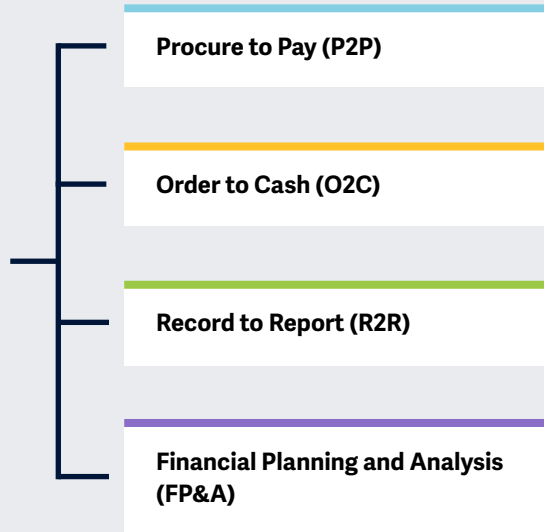 Procure to Pay (P2P)
Order to Cash (O2C)
Record to Report (R2R)
Financial Planning and Analysis
(FP&A)